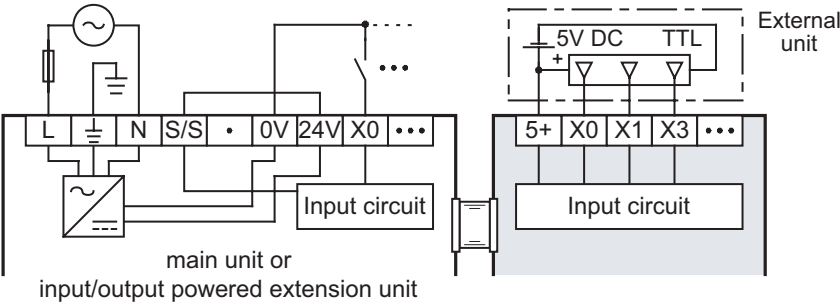 External
unit
5V DC TTL
+
L N S/S • 0V 24V X0 •••
5+ X0 X1 X3 •••
Input circuit
Input circuit
main unit or
input/output powered extension unit